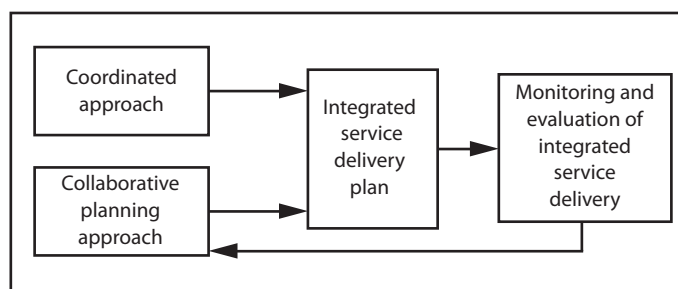 Coordinated
approach
Collaborative
planning
approach
Integrated
service
delivery
plan
Monitoring and
evaluation of
integrated
service
delivery